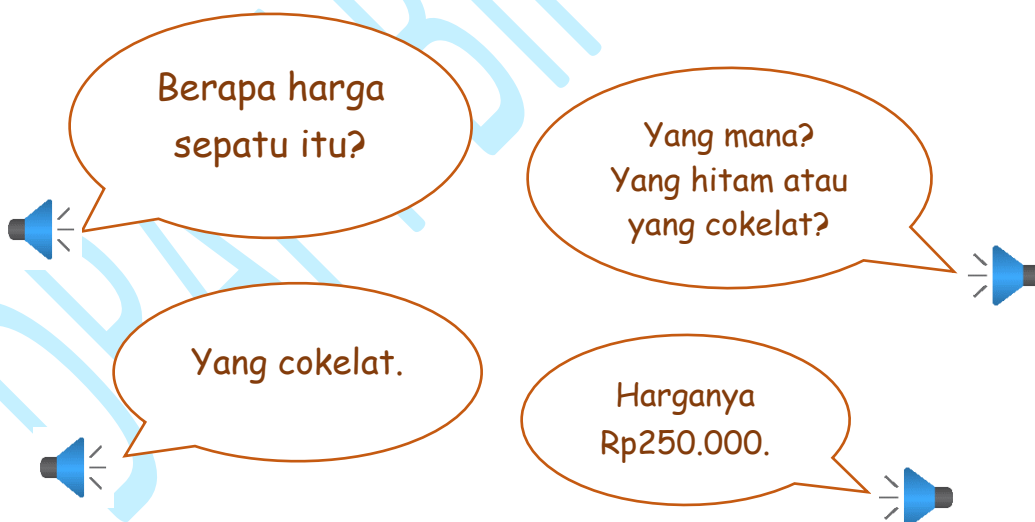 Berapa harga
sepatu itu?
Yang mana?
Yang hitam atau
yang cokelat?
Yang cokelat.
Harganya
Rp250.000.